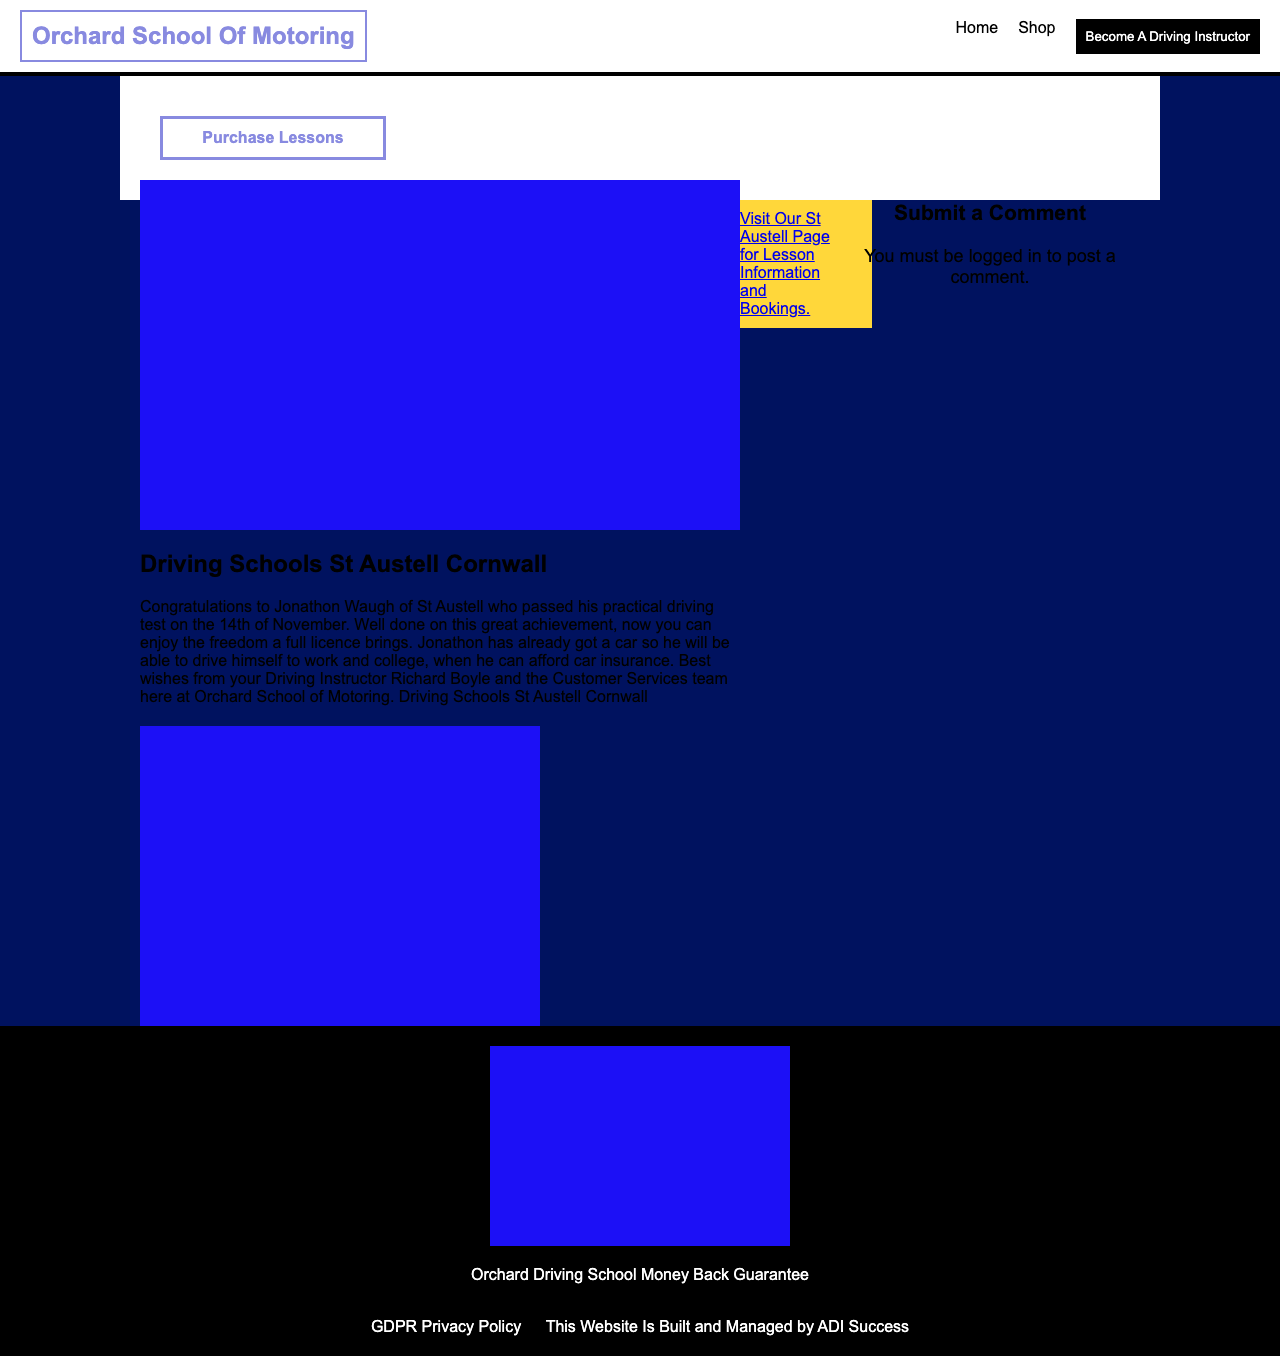 Orchard School Of Motoring
Home
Shop
Become A Driving Instructor
Purchase Lessons
Visit Our St
Austell Page
for Lesson
Information
and
Bookings.
Submit a Comment
You must be logged in to post a
comment.
Driving Schools St Austell Cornwall
Congratulations to Jonathon Waugh of St Austell who passed his practical driving
test on the 14th of November. Well done on this great achievement, now you can
enjoy the freedom a full licence brings. Jonathon has already got a car so he will be
able to drive himself to work and college, when he can afford car insurance. Best
wishes from your Driving Instructor Richard Boyle and the Customer Services team
here at Orchard School of Motoring. Driving Schools St Austell Cornwall
Orchard Driving School Money Back Guarantee
GDPR Privacy Policy
This Website Is Built and Managed by ADI Success